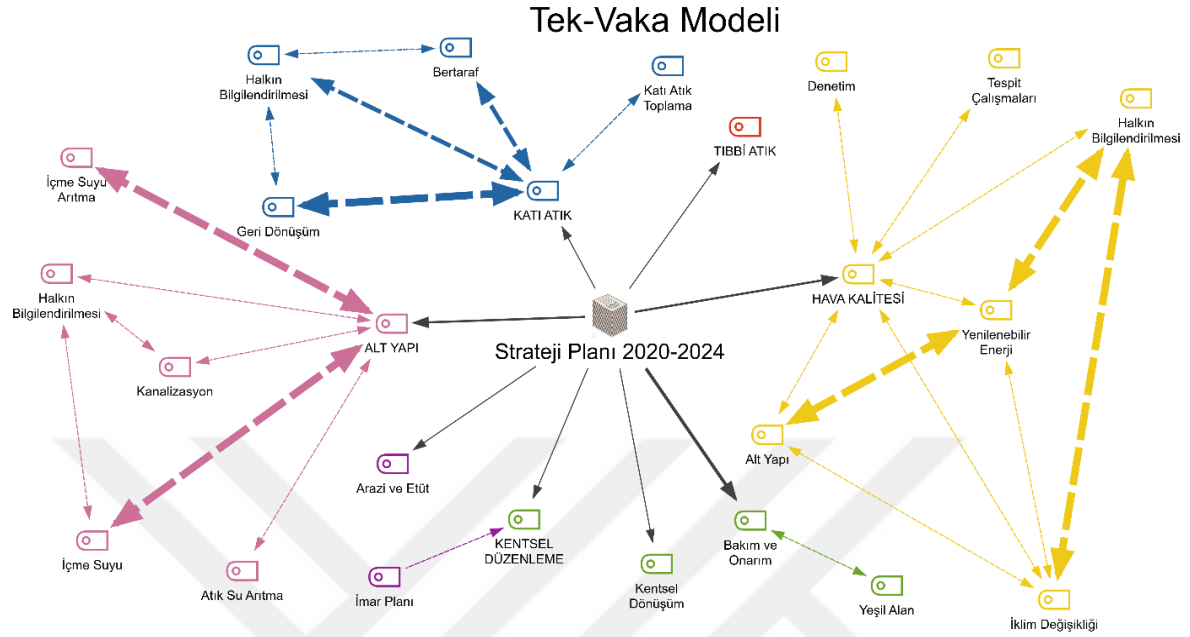 Tek-Vaka Modeli
Halkın
Bilgilendirilmesi
Bertaraf
Katı Atık
Toplama
Denetim
Tespit
Çalışmaları
Halkın
Bilgilendirilmesi
TIBBİ ATIK
İçme Suyu
Arıtma
Geri Dönüşüm
KATI ATIK
Halkın
Bilgilendirilmesi
HAVA KALİTESİ
ALT YAPI
Strateji Planı 2020-2024
Yenilenebilir
Enerji
Kanalizasyon
Alt Yapı
Arazi ve Etüt
KENTSEL
DÜZENLEME
Bakım ve
Onarım
İçme Suyu
Atık Su Arıtma
İmar Planı
Kentsel
Dönüşüm
Yeşil Alan
İklim Değişikliği